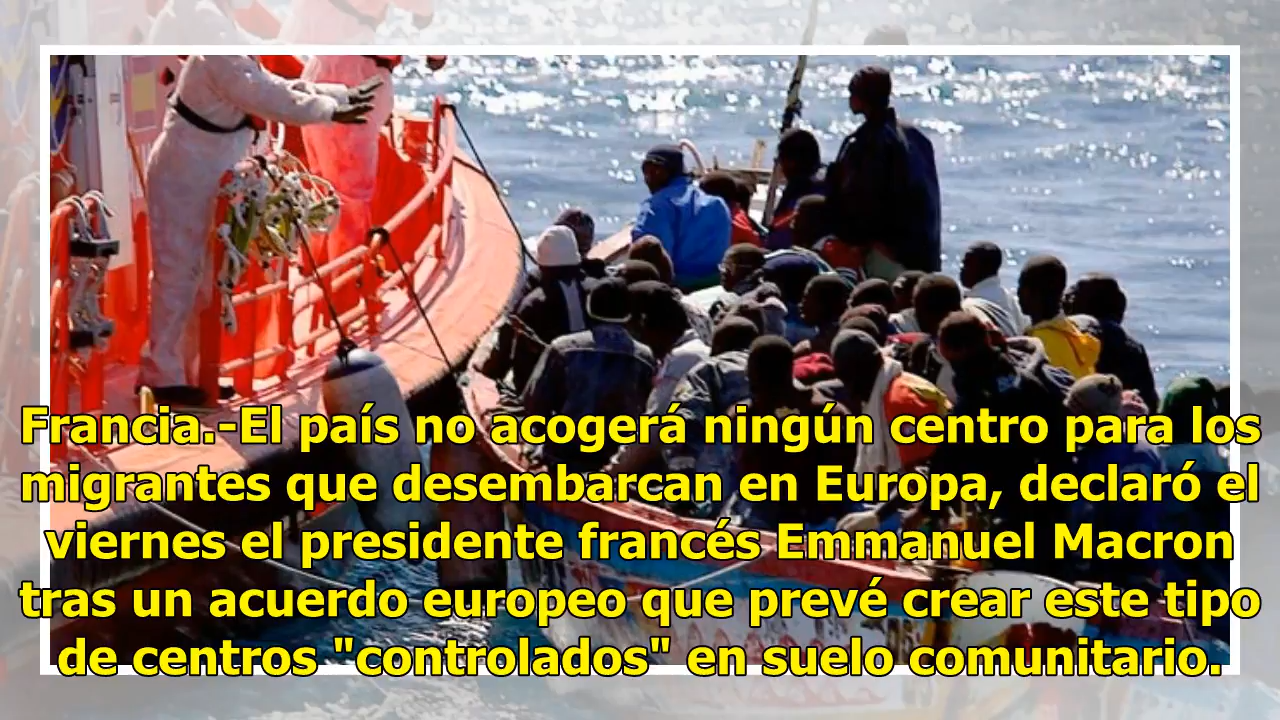 Francia.-El país no acogerá ningún centro para los
migrantes que desembarcan en Europa, declaró el
viernes el presidente francés Emmanuel Macron
tras un acuerdo europeo que prevé crear este tipo
de centros "controlados" en suelo comunitario.